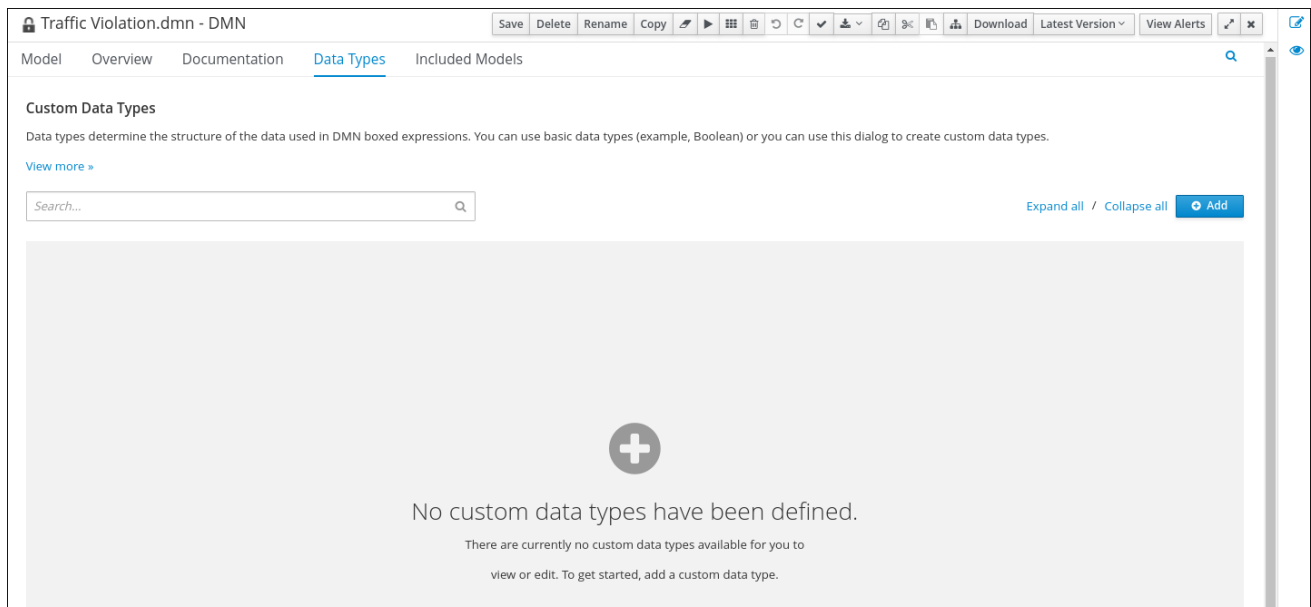 Traffic Violation.dmn - DMN
Save Delete Rename Copy Download Latest Version View Alerts
Model Overview Documentation Data Types Included Models
Custom Data Types
Data types determine the structure of the data used in DMN boxed expressions. You can use basic data types (example, Boolean) or you can use this dialog to create custom data types.
View more »
Search...
Expand all / Collapse all Add
No custom data types have been defined.
There are currently no custom data types available for you to
view or edit. To get started, add a custom data type.